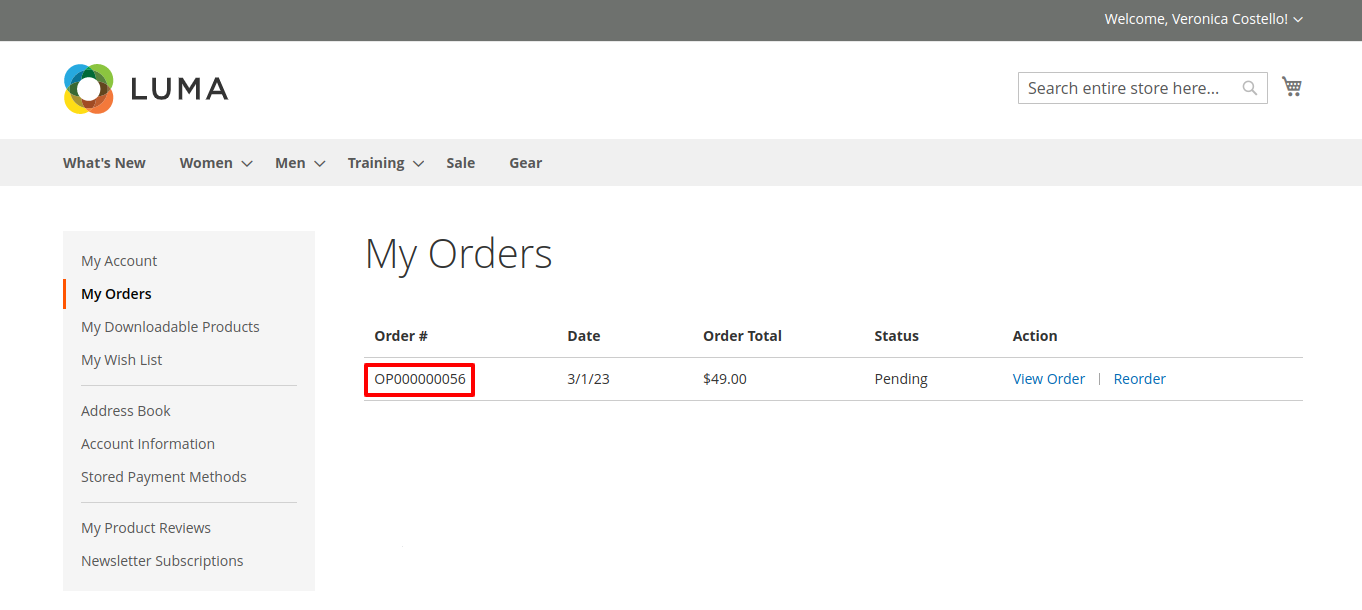 Welcome, Veronica Costello!
LUMA
Search entire store here...
What's New Women Men Training Sale Gear
My Account
My Orders
My Downloadable Products
My Wish List
Address Book
Account Information
Stored Payment Methods
My Product Reviews
Newsletter Subscriptions
My Orders
Order # Date Order Total Status Action
OP000000056 3/1/23 $49.00 Pending View Order | Reorder